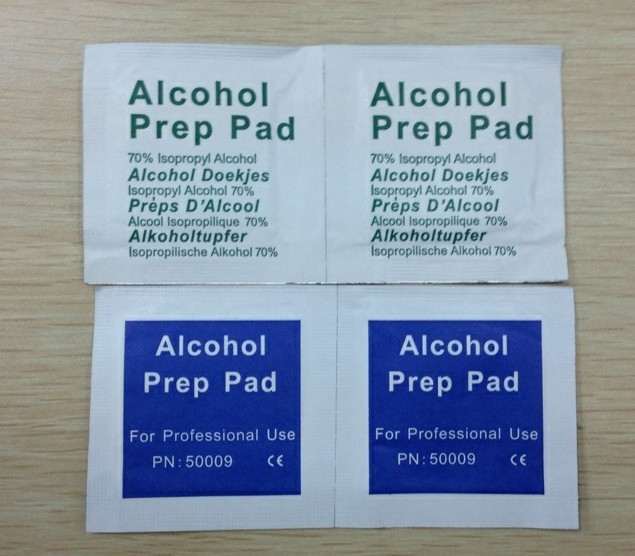 Alcohol
Prep Pad
70% Isopropyl Alcohol
Alcohol Doekjes
Isopropyl Alcohol 70%
Prẻps D'Alcool
Alcool Isopropilique 70%
Alkoholtupfer
Isopropilische Alkohol 70%
Alcohol
Prep Pad
70% Isopropyl Alcohol
Alcohol Doekjes
Isopropyl Alcohol 70%
Prẻps D'Alcool
Alcool Isopropilique 70%
Alkoholtupfer
Isopropilische Alkohol 70%
Alcohol
Prep Pad
For Professional Use
PN: 50009 CE
Alcohol
Prep Pad
For Professional Use
PN: 50009 CE